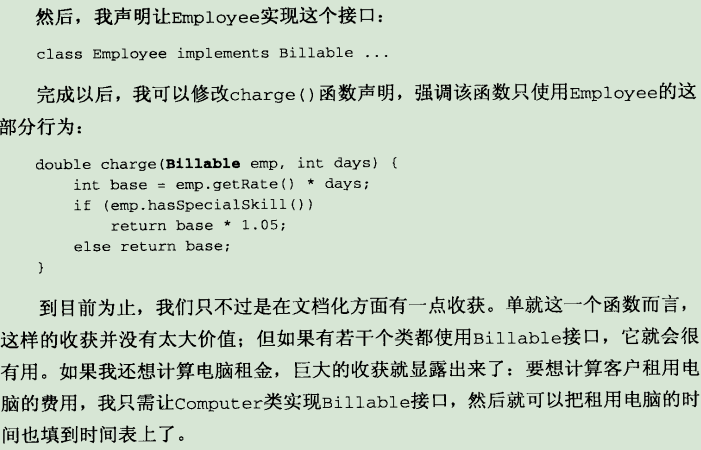 然后，我声明让Employee实现这个接口：
class Employee implements Billable ...
完成以后，我可以修改charge()函数声明，强调该函数只使用Employee的这
部分行为：
double charge(Billable emp, int days) {
int base = emp.getRate() * days;
if (emp.hasSpecialSkill())
return base * 1.05;
else return base;
}
到目前为止，我们只不过是在文档化方面有一点收获。单就这一个函数而言，
这样的收获并没有太大价值；但如果有若干个类都使用Billable接口，它就会很
有用。如果我还想计算电脑租金，巨大的收获就显露出来了：要想计算客户租用电
脑的费用，我只需让Computer类实现Billable接口，然后就可以把租用电脑的时
间也填到时间表上了。